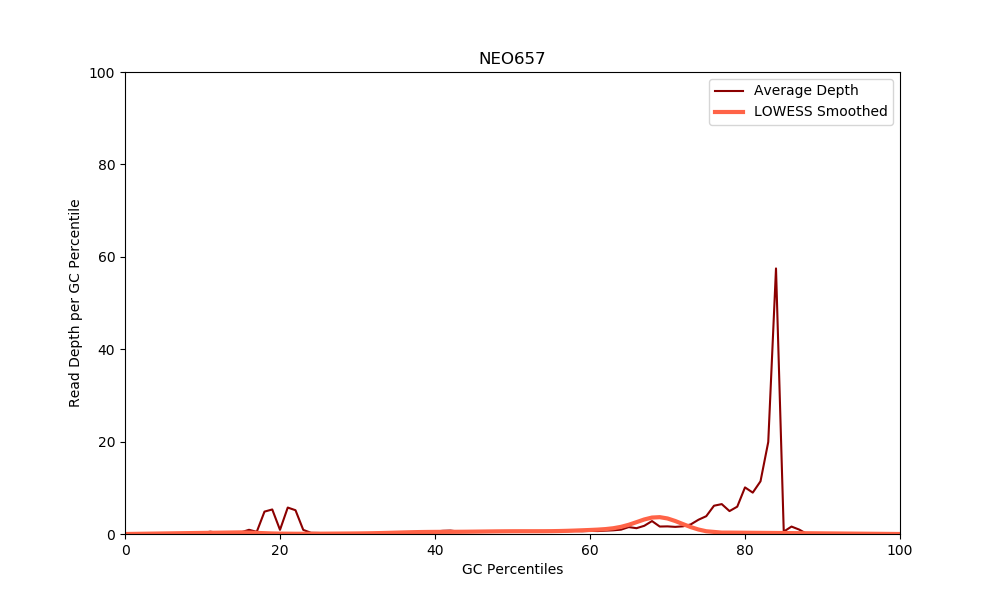 NEO657
Average Depth
LOWESS Smoothed
100
80
60
40
20
0
Read Depth per GC Percentile
0 20 40 60 80 100
GC Percentiles